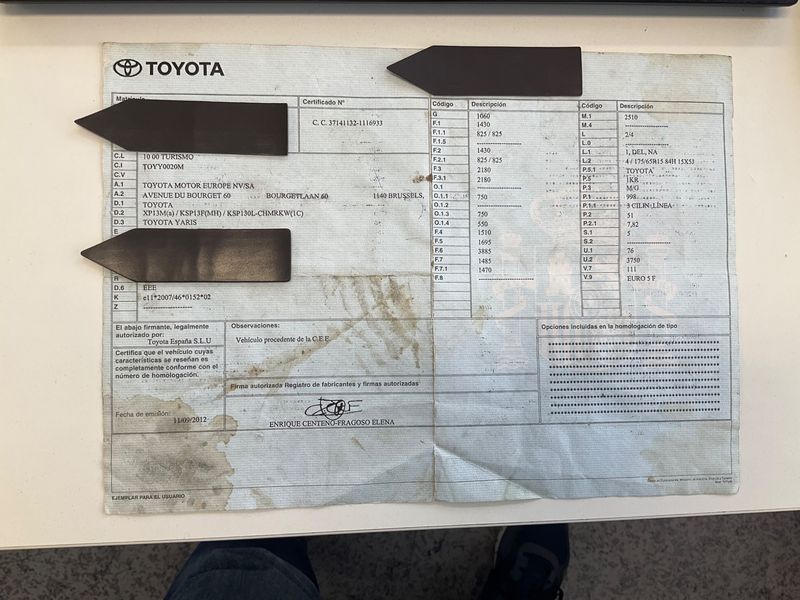 TOYOTA
Matrícula
Certificado Nº
C. C. 37141132-1116933
C.L 10 00 TURISMO
C.I TOYY0020M
C.V
A.1 TOYOTA MOTOR EUROPE NV/SA
A.2 AVENUE DU BOURGET 60 BOURGETLAAN 60 1140 BRUSSELS,
D.1 TOYOTA
D.2 XP13M(a) / KSP13F(MH) / KSP130L-CHMRKW(1C)
D.3 TOYOTA YARIS
E
R
D.6 EEE
K e11*2007/46*0152*02
Z
Código Descripción
G 1060
F.1 1430
F.1.1 825 / 825
F.1.5
F.2 1430
F.2.1 825 / 825
F.3 2180
F.3.1 2180
O.1
O.1.1 750
O.1.2
O.1.3 750
O.1.4 550
F.4 1510
F.5 1695
F.6 3885
F.7 1485
F.7.1 1470
F.8
Código Descripción
M.1 2510
M.4
L 2/4
L.0
L.1 1, DEL, NA
L.2 4 / 175/65R15 84H 15X5J
P.5.1 TOYOTA
P.5 1KR
P.3 M/G
P.1 998
P.1.1 3 CILIN-LÍNEA
P.2 51
P.2.1 7,82
S.1 5
S.2
U.1 76
U.2 3750
V.7 111
V.9 EURO 5 F
El abajo firmante, legalmente
autorizado por:
Toyota España S.L.U
Certifica que el vehículo cuyas
características se reseñan es
completamente conforme con el
número de homologación.
Fecha de emisión:
11/09/2012
Observaciones:
Vehículo procedente de la C.E.E.
Firma autorizada Registro de fabricantes y firmas autorizadas
ENRIQUE CENTENO-FRAGOSO ELENA
Opciones incluidas en la homologación de tipo
EJEMPLAR PARA EL USUARIO